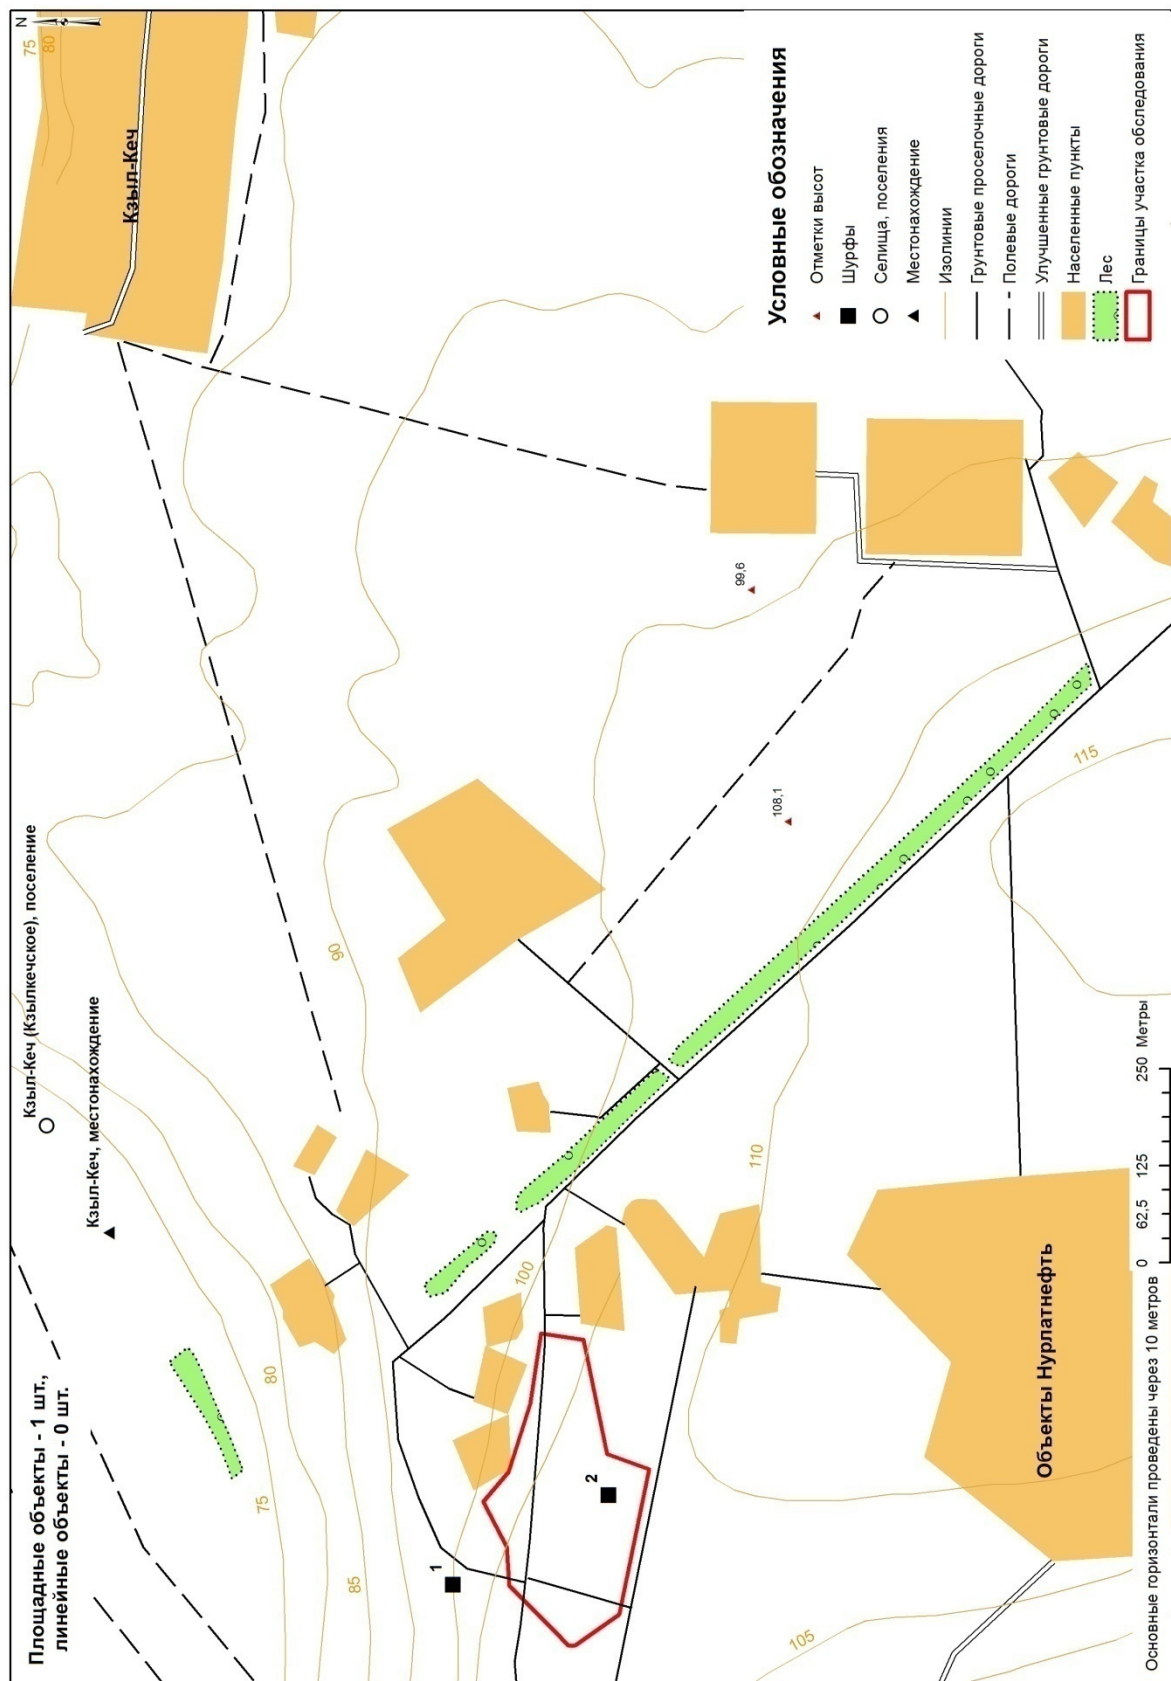 Площадные объекты - 1 шт.,
линейные объекты - 0 шт.
Кзыл-Кеч (Кзылкечское), поселение
Кзыл-Кеч, местонахождение
Кзыл-Кеч
N
75
80
75
80
85
90
100
110
105
115
99,6
108,1
1
2
Объекты Нурлатнефть
Условные обозначения
Отметки высот
Шурфы
Селища, поселения
Местонахождение
Изолинии
Грунтовые проселочные дороги
Полевые дороги
Улучшенные грунтовые дороги
Населенные пункты
Лес
Границы участка обследования
0 62,5 125 250 Метры
Основные горизонтали проведены через 10 метров